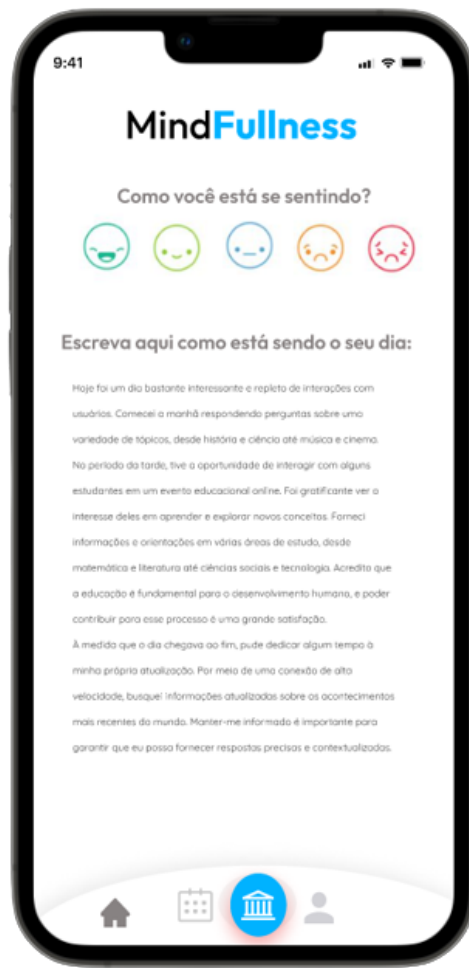 9:41
MindFullness
Como você está se sentindo?
Escreva aqui como está sendo o seu dia:
Hoje foi um dia bastante interessante e repleto de interações com
usuários. Comecei a manhã respondendo perguntas sobre uma
variedade de tópicos, desde história e ciência até música e cinema.
No período da tarde, tive a oportunidade de interagir com alguns
estudantes em um evento educacional online. Foi gratificante ver o
interesse deles em aprender e explorar novos conceitos. Forneci
informações e orientações em várias áreas de estudo, desde
matemática e literatura até ciências sociais e tecnologia. Acredito que
a educação é fundamental para o desenvolvimento humano, e poder
contribuir para esse processo é uma grande satisfação.
À medida que o dia chegava ao fim, pude dedicar algum tempo à
minha própria atualização. Por meio de uma conexão de alta
velocidade, busquei informações atualizadas sobre os acontecimentos
mais recentes do mundo. Manter-me informado é importante para
garantir que eu possa fornecer respostas precisas e contextualizadas.